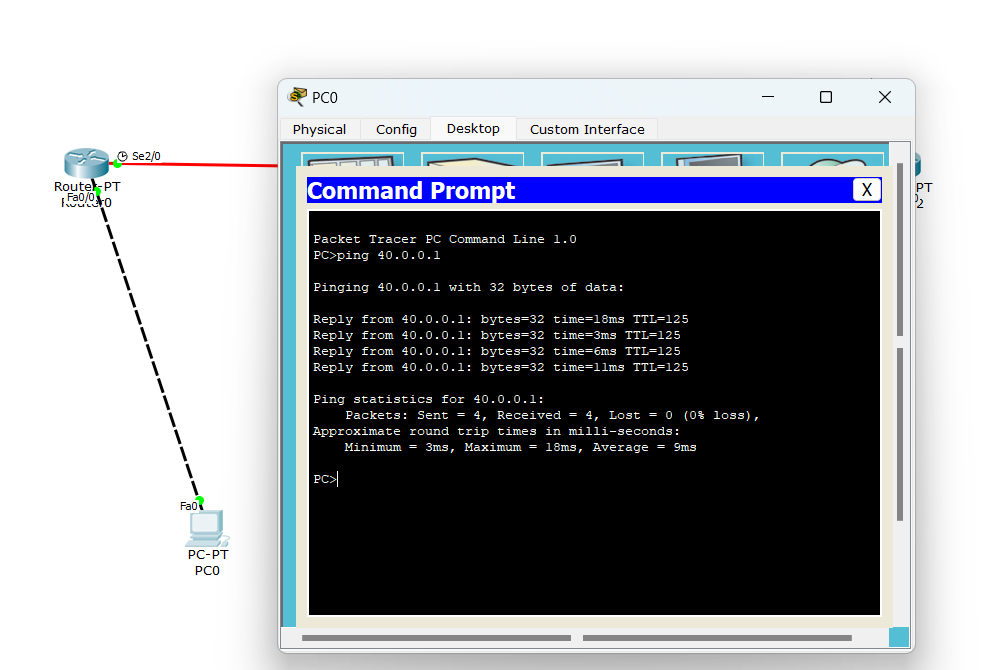 PC0
Physical
Config
Desktop
Custom Interface
Se2/0
Router-PT
Fa0/0
Router0
PT
2
Command Prompt
X
Packet Tracer PC Command Line 1.0
PC>ping 40.0.0.1
Pinging 40.0.0.1 with 32 bytes of data:
Reply from 40.0.0.1: bytes=32 time=18ms TTL=125
Reply from 40.0.0.1: bytes=32 time=3ms TTL=125
Reply from 40.0.0.1: bytes=32 time=6ms TTL=125
Reply from 40.0.0.1: bytes=32 time=11ms TTL=125
Ping statistics for 40.0.0.1:
Packets: Sent = 4, Received = 4, Lost = 0 (0% loss),
Approximate round trip times in milli-seconds:
Minimum = 3ms, Maximum = 18ms, Average = 9ms
PC>
Fa0
PC-PT
PC0